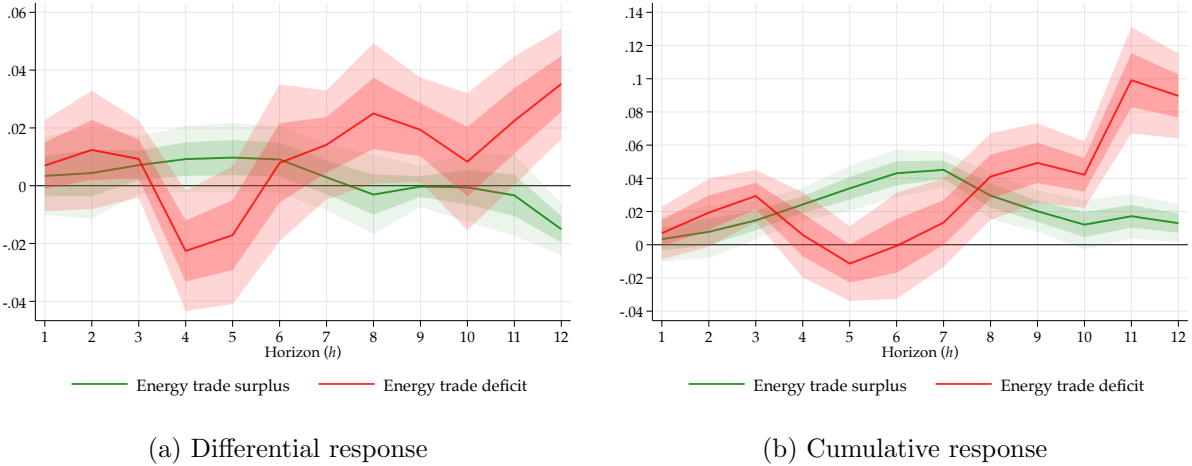 .06
.04
.02
0
-.02
-.04
1 2 3 4 5 6 7 8 9 10 11 12
Horizon (h)
Energy trade surplus Energy trade deficit
(a) Differential response
.14
.12
.1
.08
.06
.04
.02
0
-.02
-.04
1 2 3 4 5 6 7 8 9 10 11 12
Horizon (h)
Energy trade surplus Energy trade deficit
(b) Cumulative response